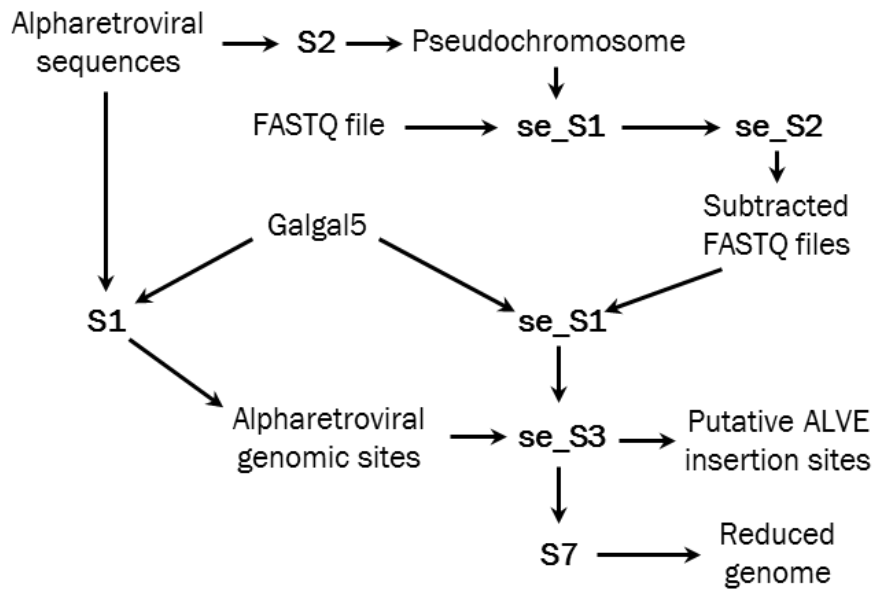 Alpharetroviral
sequences
S2
Pseudochromosome
FASTQ file
se_S1
se_S2
Galgal5
Subtracted
FASTQ files
S1
se_S1
Alpharetroviral
genomic sites
se_S3
Putative ALVE
insertion sites
S7
Reduced
genome